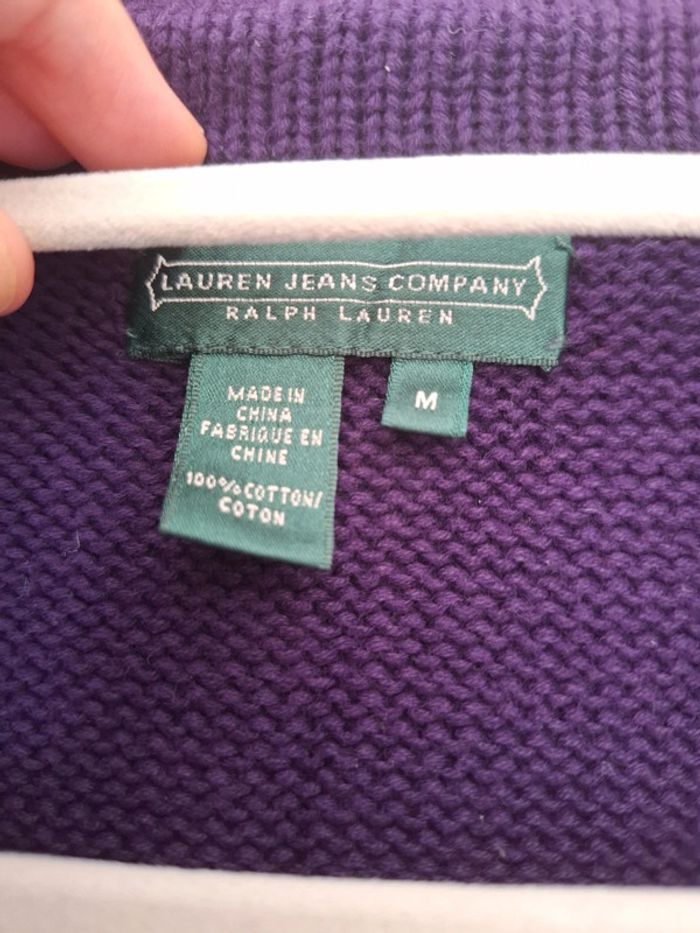 LAUREN JEANS COMPANY
RALPH LAUREN
MADE IN
CHINA
FABRIQUE EN
CHINE
100% COTTON/
COTON
M